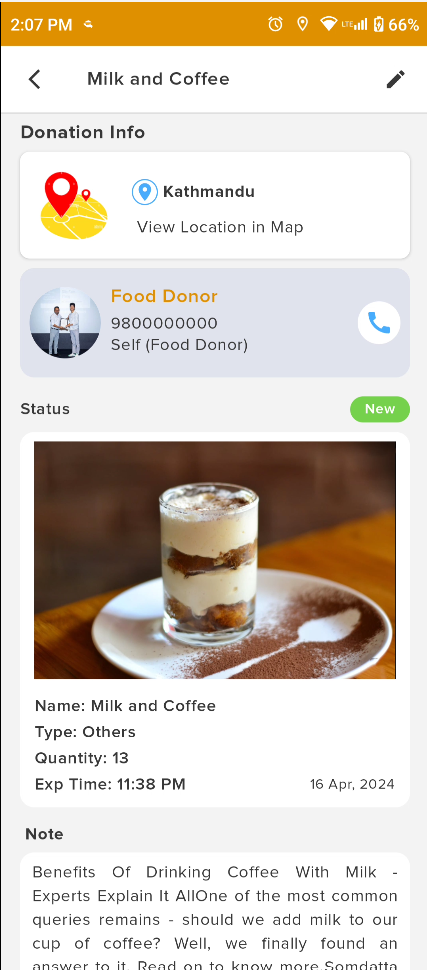 2:07 PM LTE 66%
Milk and Coffee
Donation Info
Kathmandu
View Location in Map
Food Donor
9800000000
Self (Food Donor)
Status New
Name: Milk and Coffee
Type: Others
Quantity: 13
Exp Time: 11:38 PM 16 Apr, 2024
Note
Benefits Of Drinking Coffee With Milk -
Experts Explain It AllOne of the most common
queries remains - should we add milk to our
cup of coffee? Well, we finally found an
answer to it. Read on to know more.Somdatta